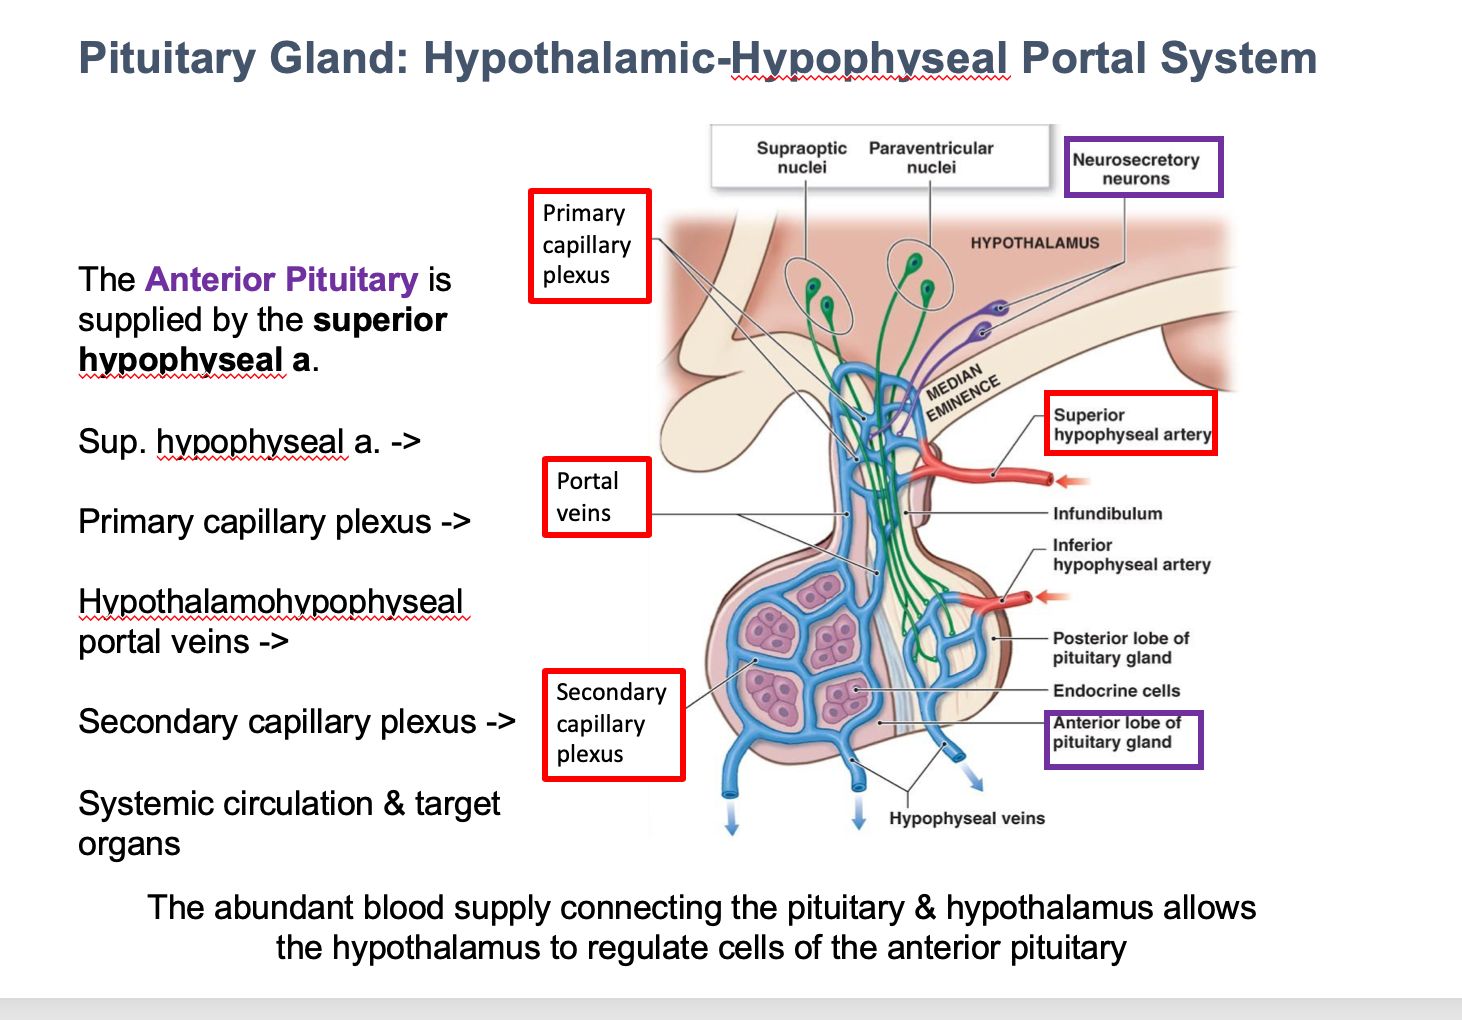 Pituitary Gland: Hypothalamic-Hypophyseal Portal System
The Anterior Pituitary is
supplied by the superior
hypophyseal a.
Sup. hypophyseal a. ->
Primary capillary plexus ->
Hypothalamohypophyseal
portal veins ->
Secondary capillary plexus ->
Systemic circulation & target
organs
Supraoptic
nuclei
Paraventricular
nuclei
Neurosecretory
neurons
Primary
capillary
plexus
HYPOTHALAMUS
MEDIAN
EMINENCE
Superior
hypophyseal artery
Portal
veins
Infundibulum
Inferior
hypophyseal artery
Posterior lobe of
pituitary gland
Endocrine cells
Secondary
capillary
plexus
Anterior lobe of
pituitary gland
Hypophyseal veins
The abundant blood supply connecting the pituitary & hypothalamus allows
the hypothalamus to regulate cells of the anterior pituitary